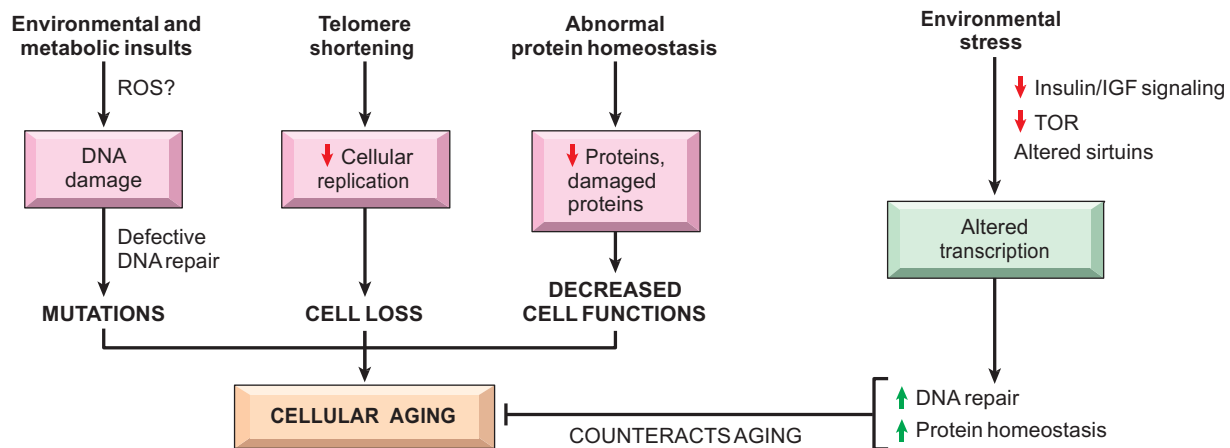 Environmental and
metabolic insults
ROS?
DNA
damage
Defective
DNA repair
MUTATIONS
Telomere
shortening
Cellular
replication
CELL LOSS
Abnormal
protein homeostasis
Proteins,
damaged
proteins
DECREASED
CELL FUNCTIONS
CELLULAR AGING
Environmental
stress
Insulin/IGF signaling
TOR
Altered sirtuins
Altered
transcription
DNA repair
Protein homeostasis
COUNTERACTS AGING